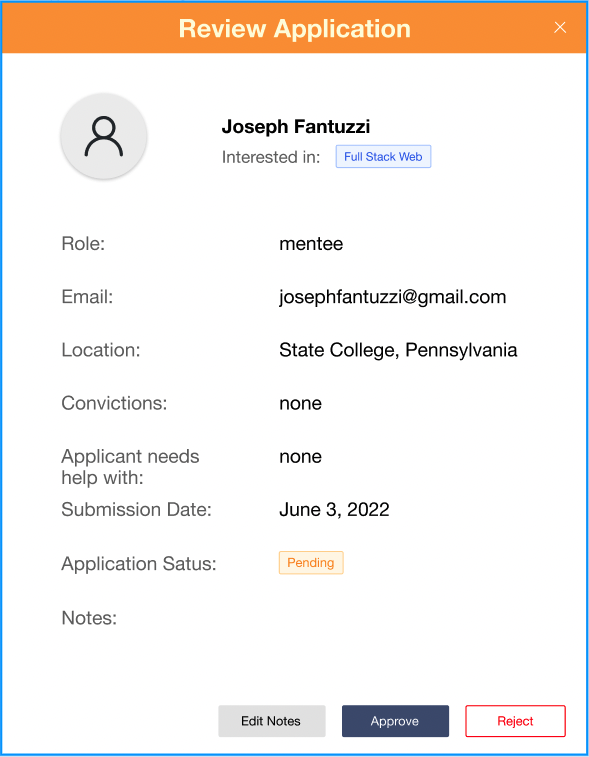 Review Application
Joseph Fantuzzi
Interested in: Full Stack Web
Role: mentee
Email: josephfantuzzi@gmail.com
Location: State College, Pennsylvania
Convictions: none
Applicant needs none
help with:
Submission Date: June 3, 2022
Application Satus: Pending
Notes:
Edit Notes Approve Reject